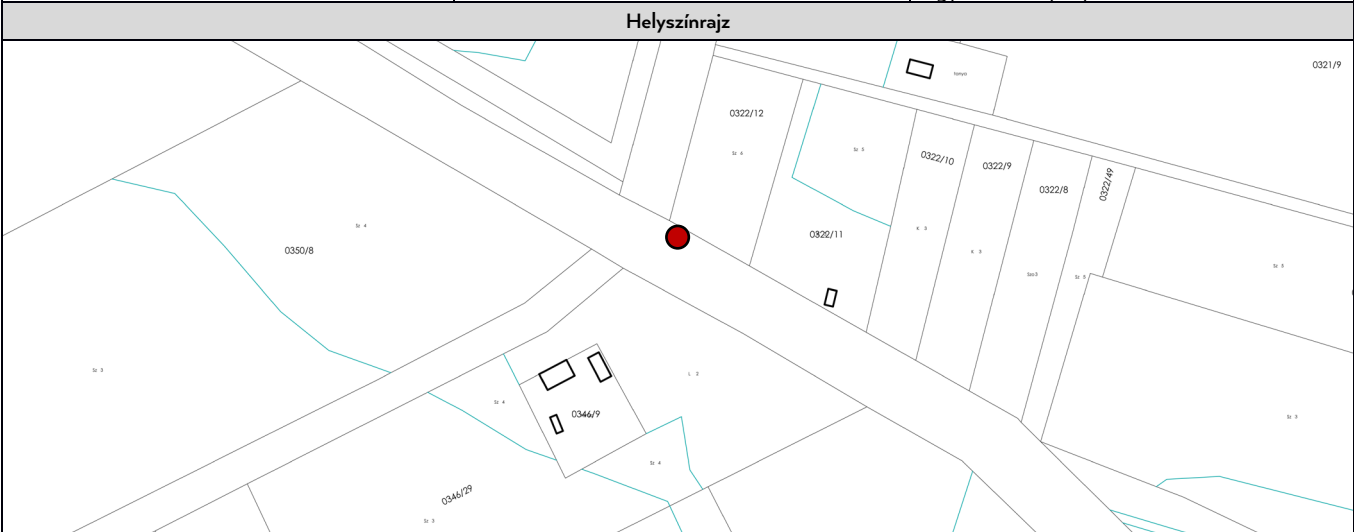 Helyszínrajz
0321/9
tanya
0322/12
Sz 4
Sz 5
0322/10
0322/9
0322/8
0322/49
Sz 4
0350/8
0322/11
K 3
K 3
Szo3
Sz 5
Sz 5
Sz 3
L 2
Sz 4
0346/9
Sz 3
Sz 4
0346/29
Sz 3